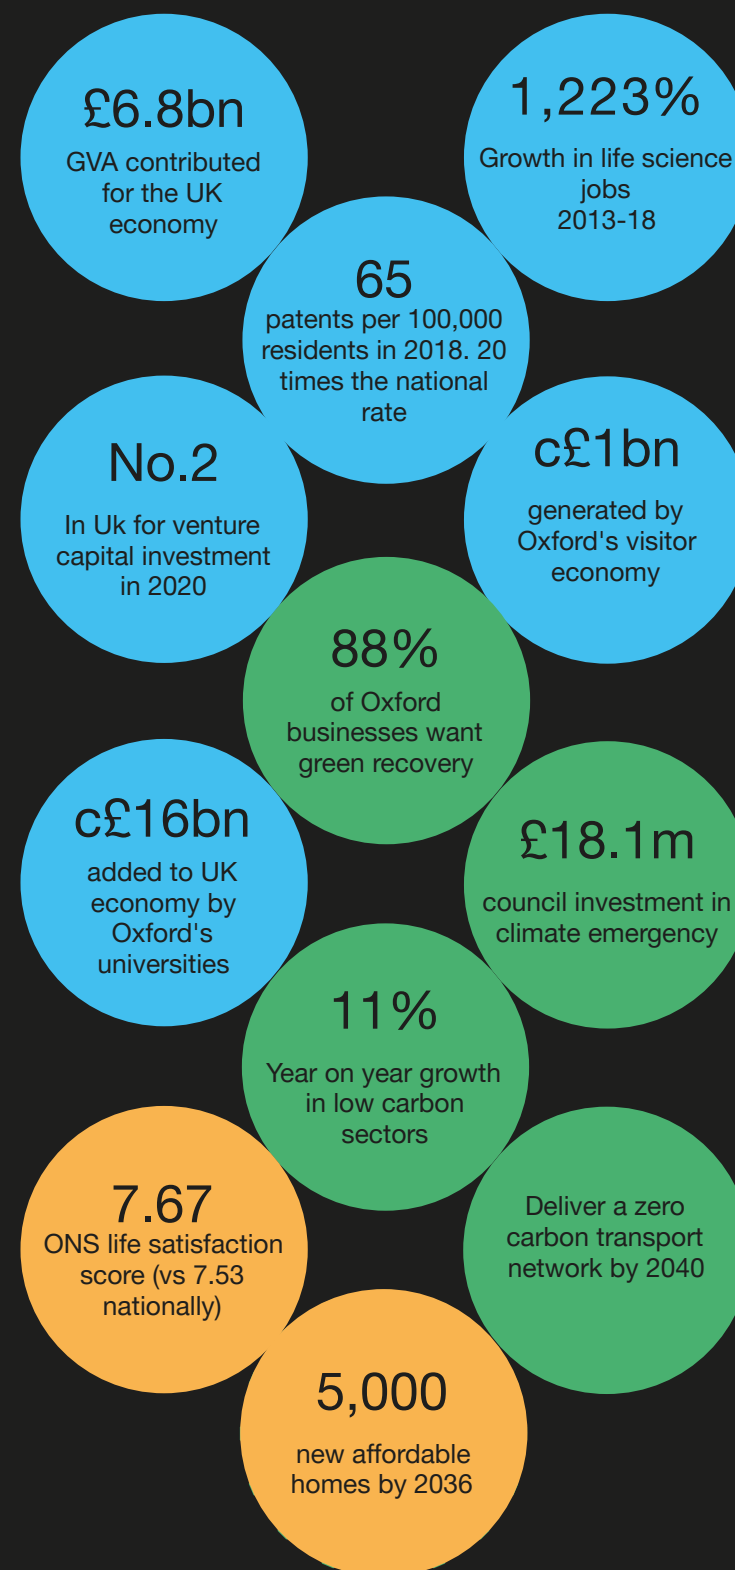 £6.8bn
GVA contributed
for the UK
economy
1,223%
Growth in life science
jobs
2013-18
65
patents per 100,000
residents in 2018. 20
times the national
rate
No.2
In Uk for venture
capital investment
in 2020
c£1bn
generated by
Oxford's visitor
economy
88%
of Oxford
businesses want
green recovery
c£16bn
added to UK
economy by
Oxford's
universities
£18.1m
council investment in
climate emergency
11%
Year on year growth
in low carbon
sectors
7.67
ONS life satisfaction
score (vs 7.53
nationally)
Deliver a zero
carbon transport
network by 2040
5,000
new affordable
homes by 2036